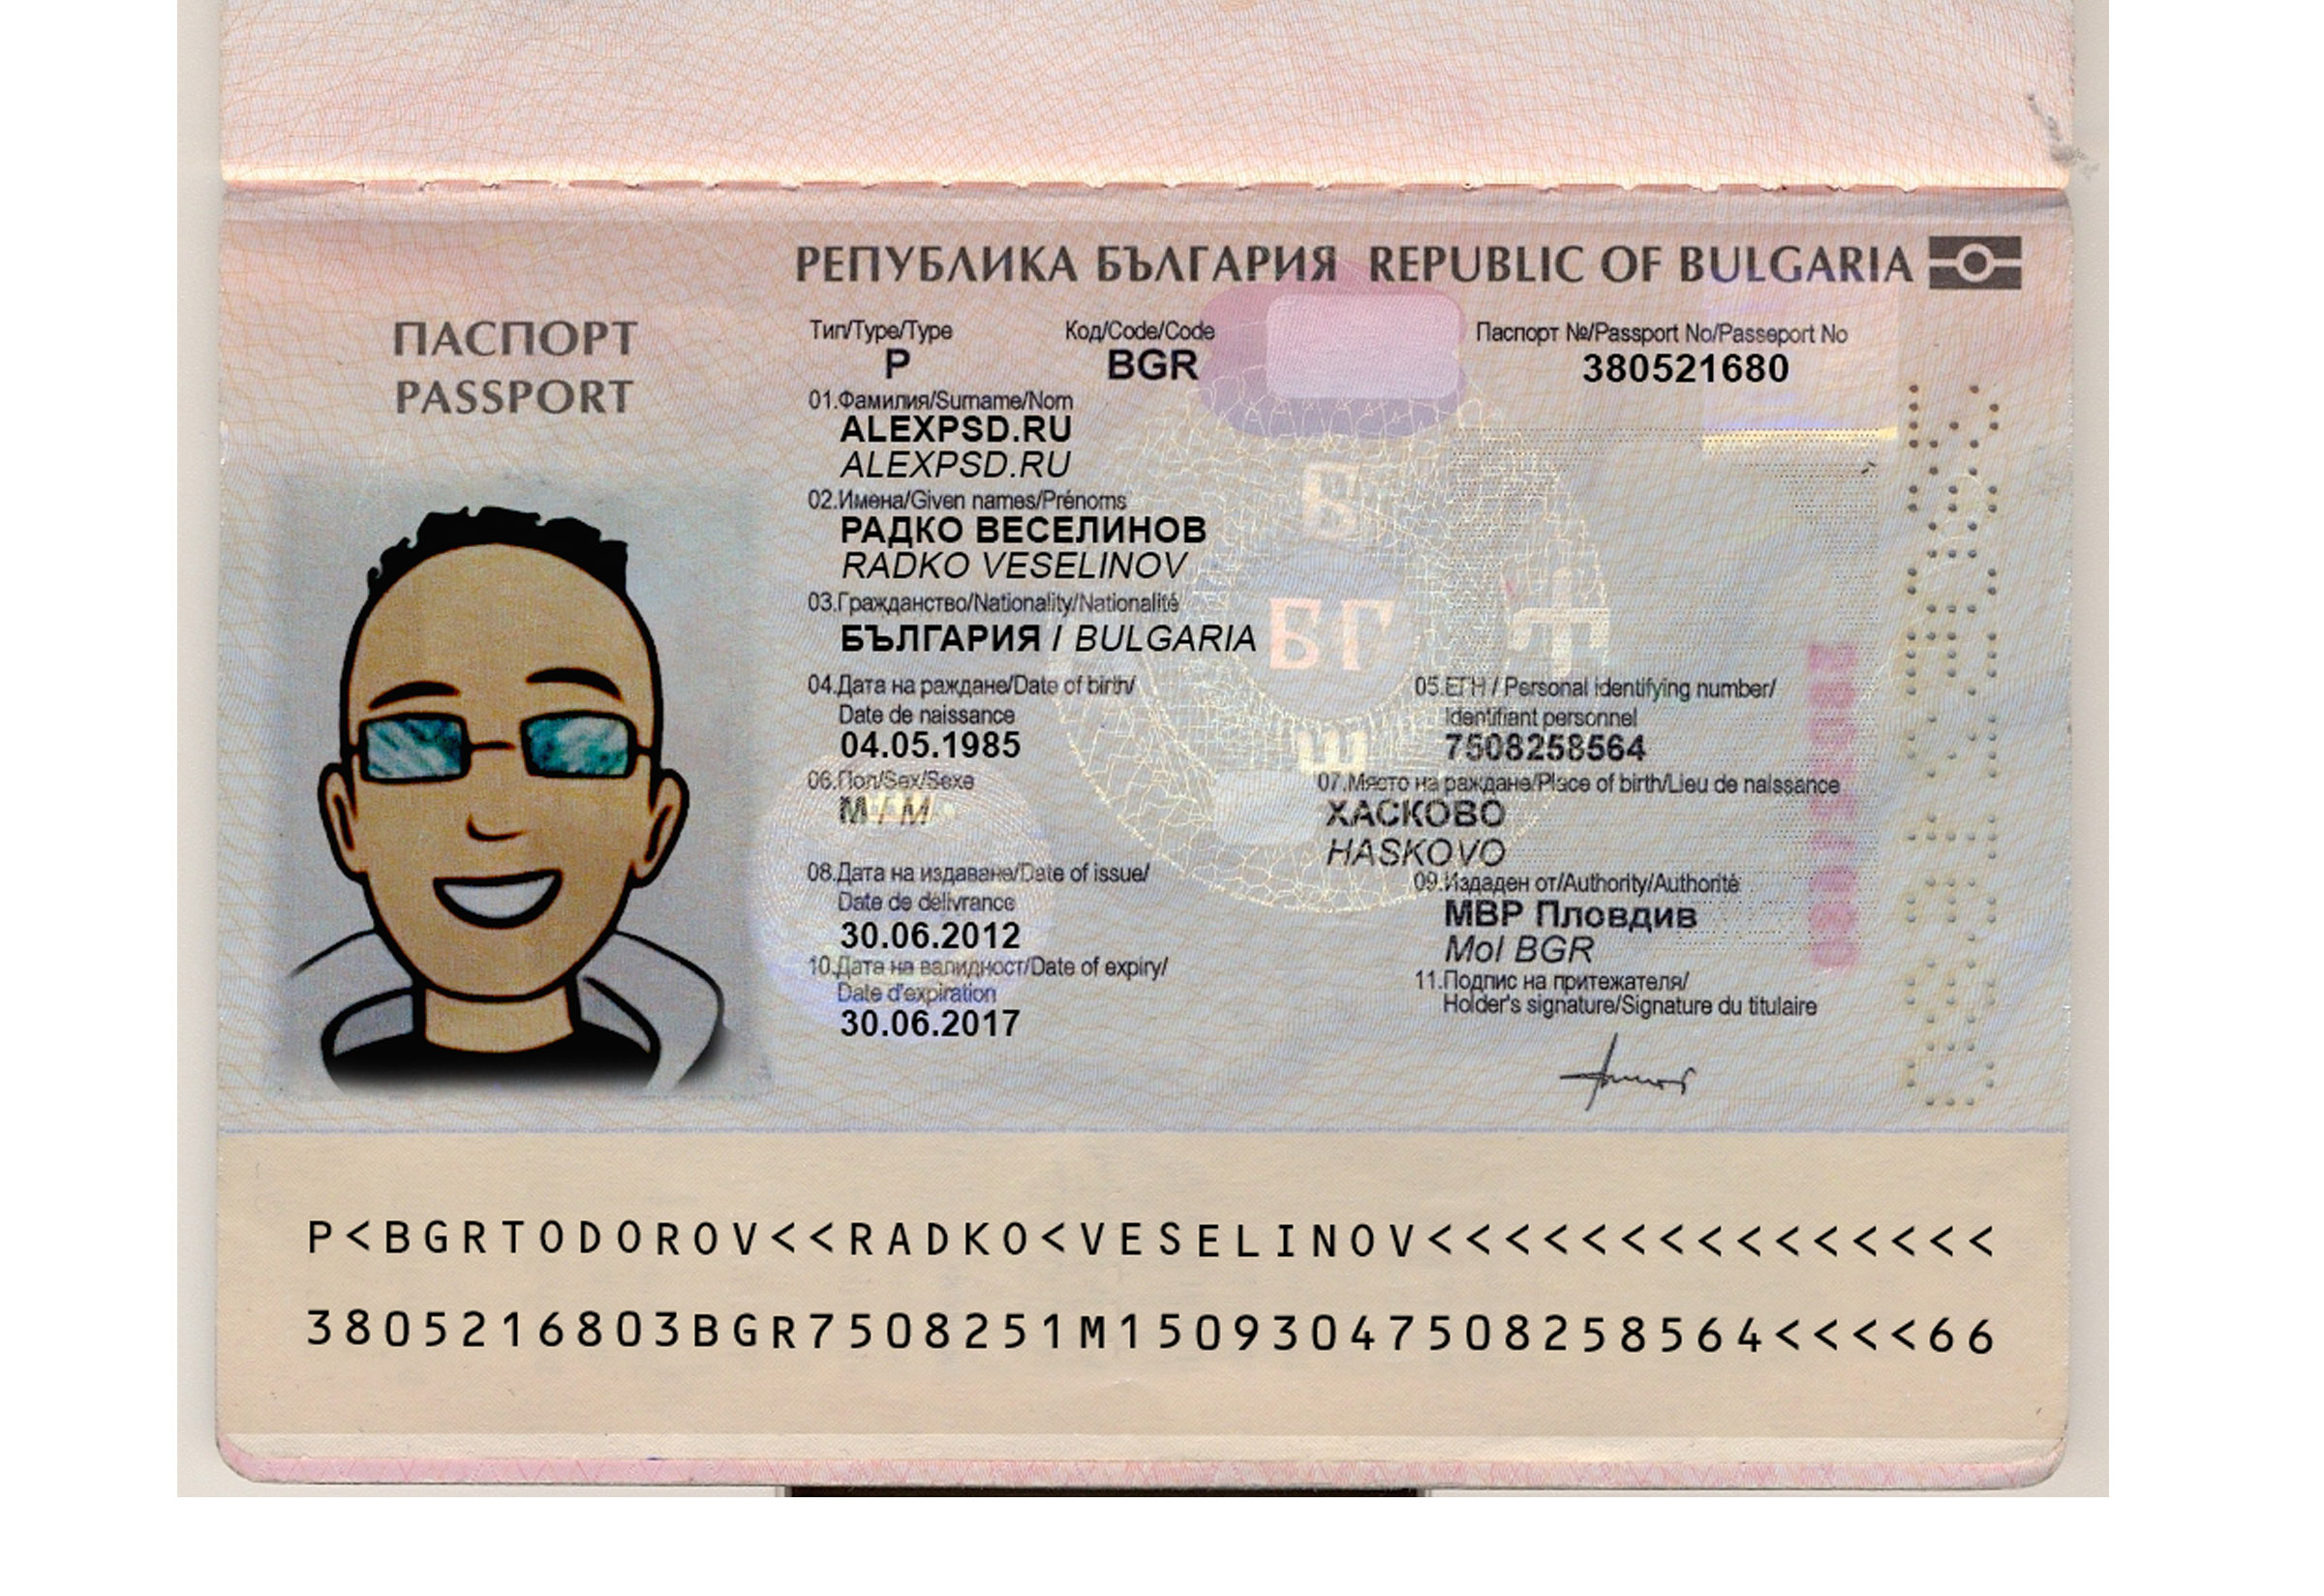 РЕПУБЛИКА БЪЛГАРИЯ REPUBLIC OF BULGARIA
ПАСПОРТ
PASSPORT
Тип/Type/Type Код/Code/Code Паспорт №/Passport No/Passeport No
P BGR 380521680
01.Фамилия/Surname/Nom
ALEXPSD.RU
ALEXPSD.RU
02.Имена/Given names/Prénoms
РАДКО ВЕСЕЛИНОВ
RADKO VESELINOV
03.Гражданство/Nationality/Nationalité
БЪЛГАРИЯ / BULGARIA
04.Дата на раждане/Date of birth/
Date de naissance
04.05.1985
05.ЕГН / Personal identifying number/
Identifiant personnel
7508258564
06.Пол/Sex/Sexe
М / M
07.Място на раждане/Place of birth/Lieu de naissance
ХАСКОВО
HASKOVO
08.Дата на издаване/Date of issue/
Date de délivrance
30.06.2012
09.Издаден от/Authority/Authorité
МВР Пловдив
MoI BGR
10.Дата на валидност/Date of expiry/
Date d'expiration
30.06.2017
11.Подпис на притежателя/
Holder's signature/Signature du titulaire
Б
БГ
Ш
P<BGRTODOROV<<RADKO<VESELINOV<<<<<<<<<<<<<<<
3805216803BGR7508251M15093047508258564<<<<66